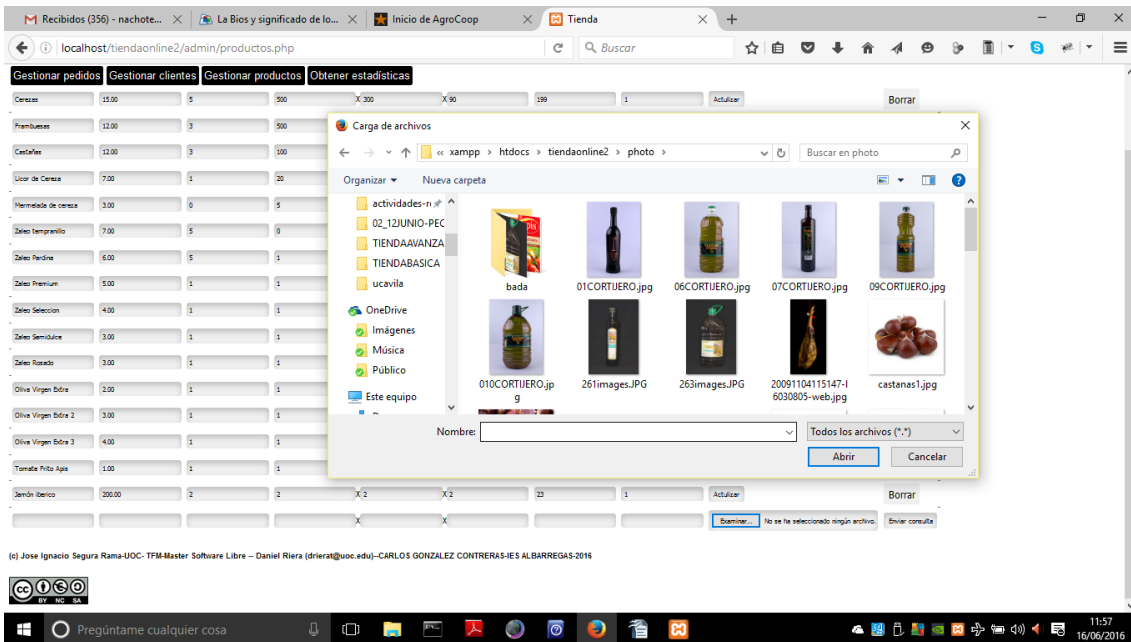 Recibidos (356) - nachote...
La Bios y significado de lo...
Inicio de AgroCoop
Tienda
localhost/tiendaonline2/admin/productos.php
Buscar
Gestionar pedidos Gestionar clientes Gestionar productos Obtener estadísticas
Cerezas 15.00 5 500 X 300 X 90 199 1 Actulizar Borrar
Frambuesas 12.00 3 500
Castañas 12.00 3 100
Licor de Cereza 7.00 1 20
Mermelada de cereza 3.00 0 5
Zaleo tempranillo 7.00 5 0
Zaleo Pardina 6.00 5 1
Zaleo Premium 5.00 1 1
Zaleo Seleccion 4.00 1 1
Zaleo Semidulce 3.00 1 1
Zaleo Rosado 3.00 1 1
Oliva Virgen Extra 2.00 1 1
Oliva Virgen Extra 2 3.00 1 1
Oliva Virgen Extra 3 4.00 1 1
Tomate Frito Apis 1.00 1 1
Jamón iberico 200.00 2 2 X 2 X 2 23 1 Actulizar Borrar
X X Examinar... No se ha seleccionado ningún archivo. Enviar consulta
Carga de archivos
« xampp > htdocs > tiendaonline2 > photo >
Buscar en photo
Organizar
Nueva carpeta
actividades-r
02_12JUNIO-PEC
TIENDAAVANZA
TIENDABASICA
ucavila
OneDrive
Imágenes
Música
Público
Este equipo
bada
01CORTIJERO.jpg
06CORTIJERO.jpg
07CORTIJERO.jpg
09CORTIJERO.jpg
010CORTIJERO.jp
g
261images.JPG
263images.JPG
20091104115147-I
6030805-web.jpg
castanas1.jpg
Nombre:
Todos los archivos (*.*)
Abrir
Cancelar
(c) Jose Ignacio Segura Rama-UOC- TFM-Master Software Libre -- Daniel Riera (drierat@uoc.edu)--CARLOS GONZALEZ CONTRERAS-IES ALBARREGAS-2016
cc
BY NC SA
Pregúntame cualquier cosa
11:57
16/06/2016